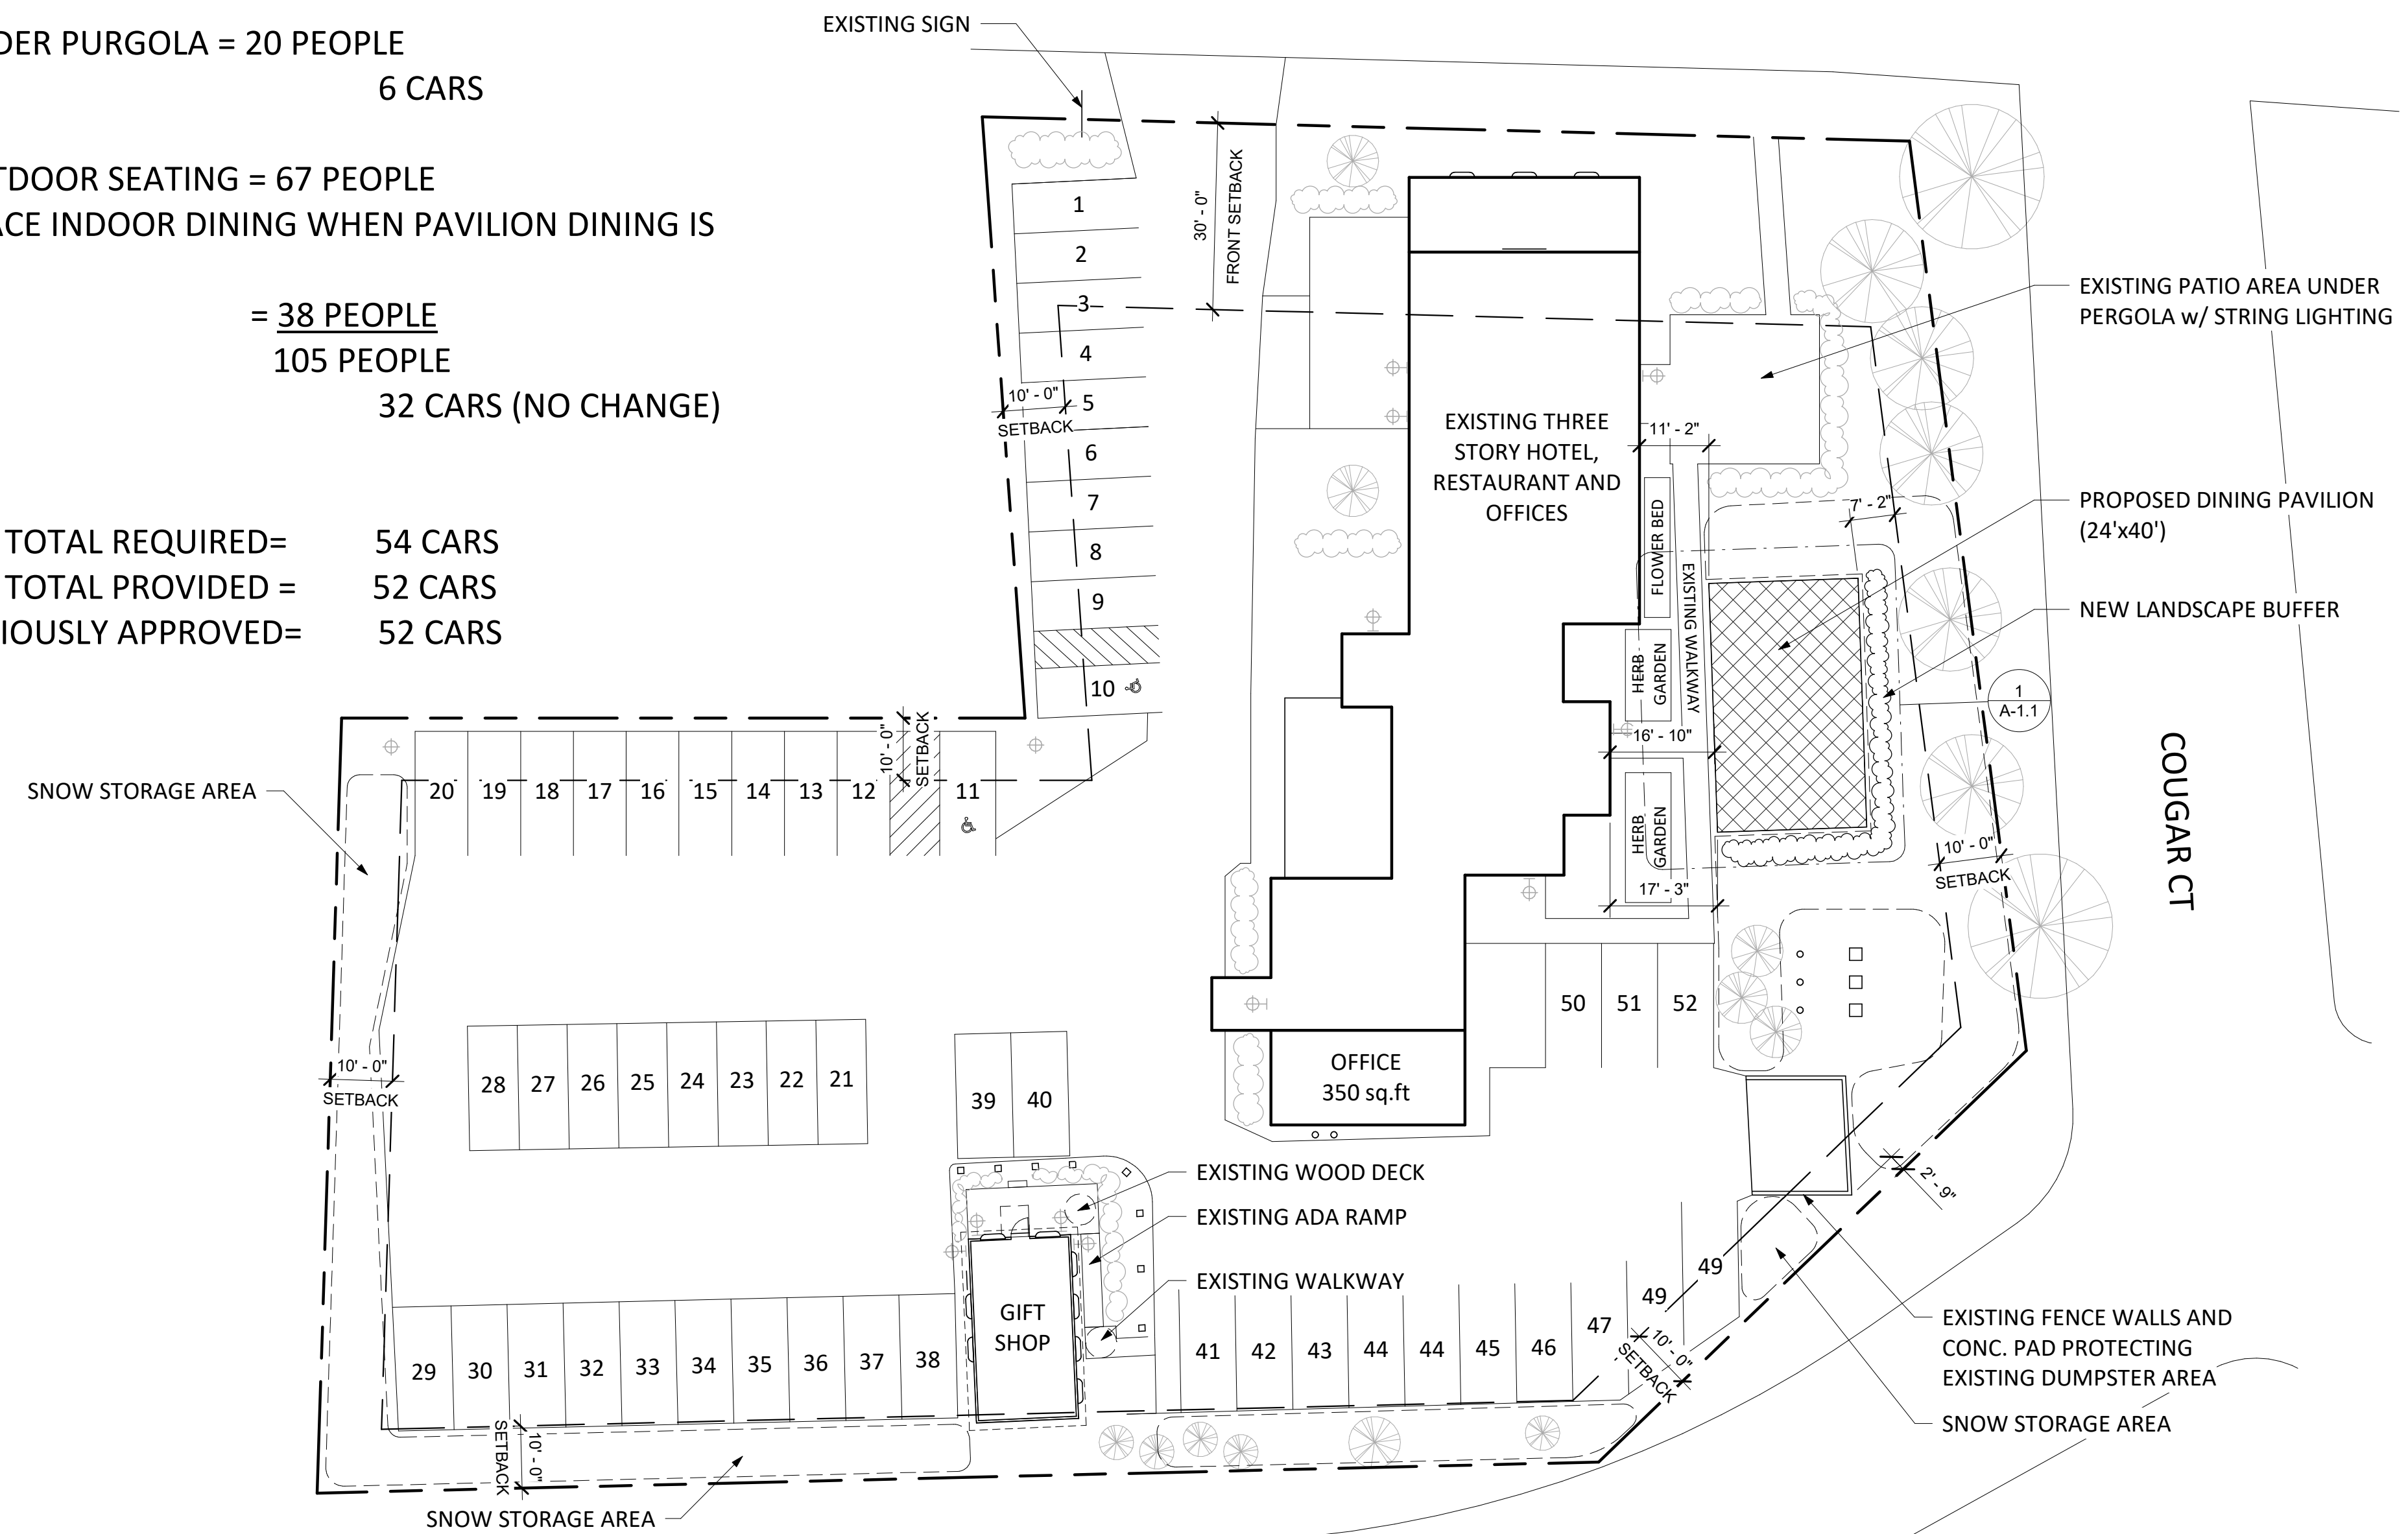 DER PURGOLA = 20 PEOPLE
6 CARS
TDOOR SEATING = 67 PEOPLE
ACE INDOOR DINING WHEN PAVILION DINING IS
= 38 PEOPLE
105 PEOPLE
32 CARS (NO CHANGE)
TOTAL REQUIRED= 54 CARS
TOTAL PROVIDED = 52 CARS
IOUSLY APPROVED= 52 CARS
EXISTING SIGN
30' - 0"
FRONT SETBACK
1
2
3
4
5
6
7
8
9
10
10' - 0"
SETBACK
EXISTING THREE
STORY HOTEL,
RESTAURANT AND
OFFICES
11' - 2"
7' - 2"
EXISTING PATIO AREA UNDER
PERGOLA w/ STRING LIGHTING
PROPOSED DINING PAVILION
(24'x40')
NEW LANDSCAPE BUFFER
FLOWER BED
EXISTING WALKWAY
HERB
GARDEN
16' - 10"
HERB
GARDEN
17' - 3"
1
A-1.1
COUGAR CT
10' - 0"
SETBACK
SNOW STORAGE AREA
20 19 18 17 16 15 14 13 12 11
10' - 0"
SETBACK
10' - 0"
SETBACK
28 27 26 25 24 23 22 21
39 40
50 51 52
OFFICE
350 sq.ft
2' - 9"
EXISTING WOOD DECK
EXISTING ADA RAMP
EXISTING WALKWAY
GIFT
SHOP
29 30 31 32 33 34 35 36 37 38
41 42 43 44 44 45 46 47 49 49
10' - 0"
SETBACK
EXISTING FENCE WALLS AND
CONC. PAD PROTECTING
EXISTING DUMPSTER AREA
SNOW STORAGE AREA
SETBACK
10' - 0"
SNOW STORAGE AREA